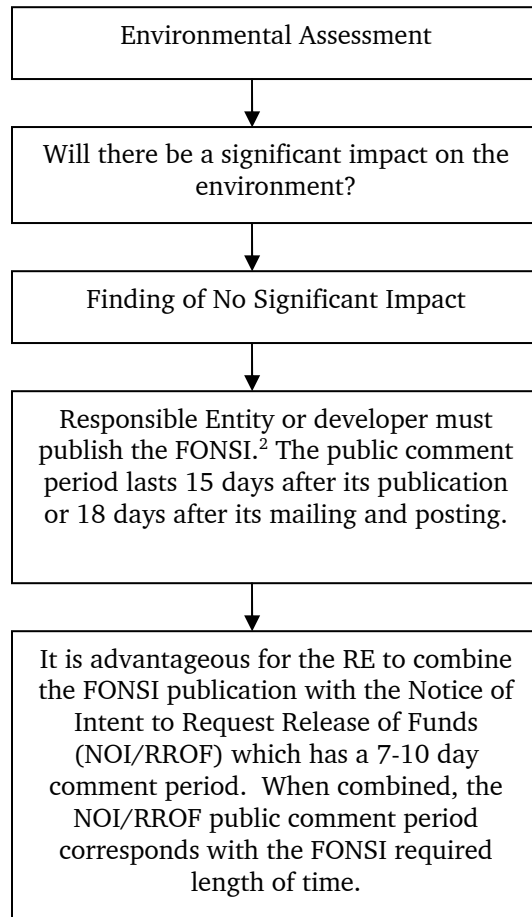 Environmental Assessment
Will there be a significant impact on the
environment?
Finding of No Significant Impact
Responsible Entity or developer must
publish the FONSI.² The public comment
period lasts 15 days after its publication
or 18 days after its mailing and posting.
It is advantageous for the RE to combine
the FONSI publication with the Notice of
Intent to Request Release of Funds
(NOI/RROF) which has a 7-10 day
comment period.  When combined, the
NOI/RROF public comment period
corresponds with the FONSI required
length of time.